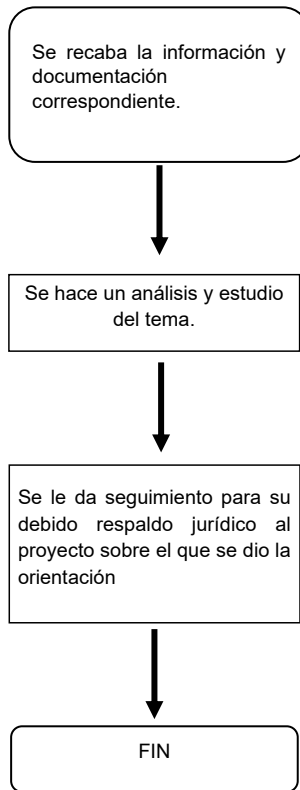 Se recaba la información y
documentación
correspondiente.
Se hace un análisis y estudio
del tema.
Se le da seguimiento para su
debido respaldo jurídico al
proyecto sobre el que se dio la
orientación
FIN